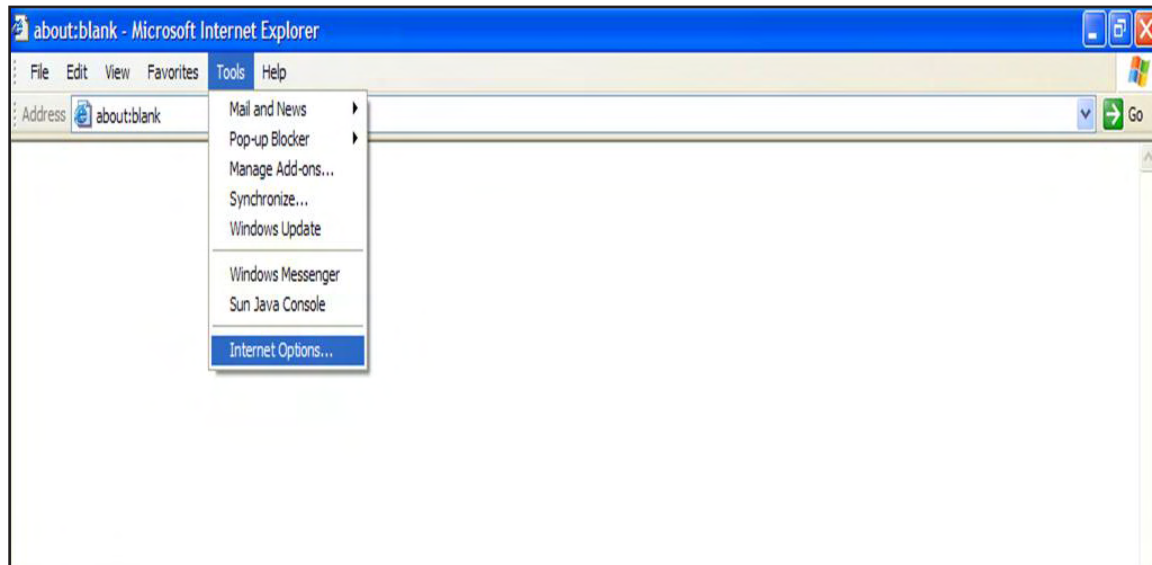 about:blank - Microsoft Internet Explorer
File Edit View Favorites Tools Help
Address about:blank Go
Mail and News
Pop-up Blocker
Manage Add-ons...
Synchronize...
Windows Update
Windows Messenger
Sun Java Console
Internet Options...